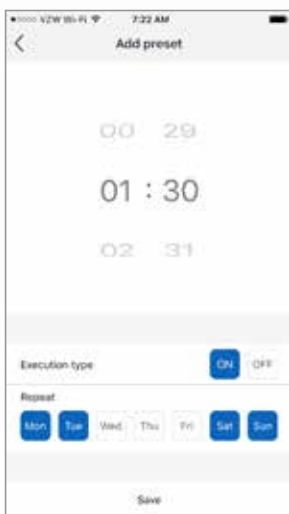 VZW Wi-Fi 7:22 AM
Add preset
00 29
01 : 30
02 31
Execution type ON OFF
Repeat
Mon Tue Wed Thu Fri Sat Sun
Save